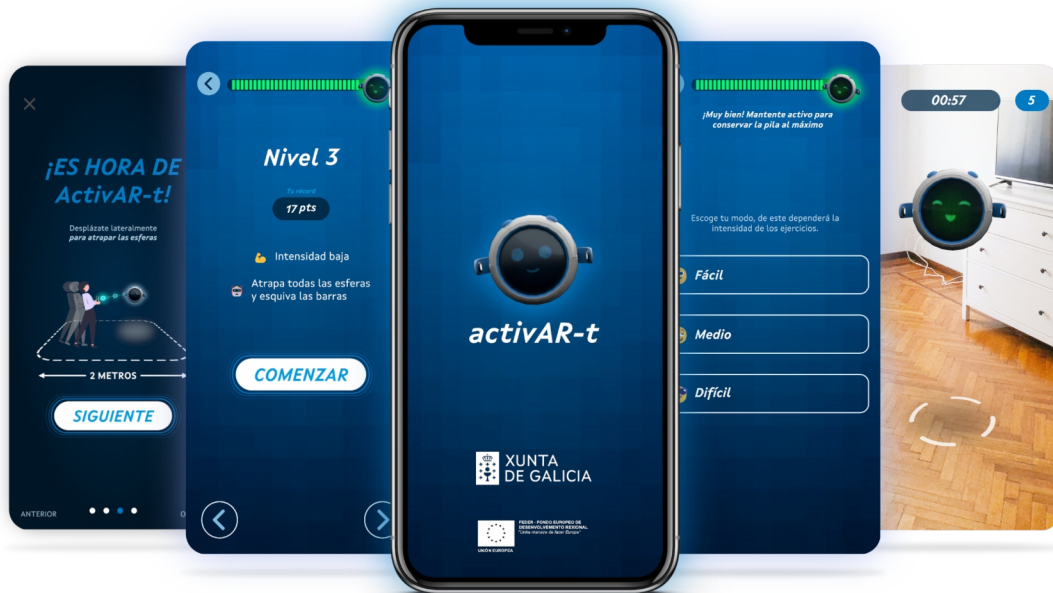 ¡ES HORA DE
ActivAR-t!
Desplázate lateralmente
para atrapar las esferas
2 METROS
SIGUIENTE
ANTERIOR
Nivel 3
Tu récord
17 pts
Intensidad baja
Atrapa todas las esferas
y esquiva las barras
COMENZAR
activAR-t
XUNTA
DE GALICIA
UNIÓN EUROPEA
FEDER - FONDO EUROPEO DE
DESENVOLVEMENTO REXIONAL
"Unha maneira de facer Europa"
¡Muy bien! Mantente activo para
conservar la pila al máximo
Escoge tu modo, de este dependerá la
intensidad de los ejercicios.
Fácil
Medio
Difícil
00:57
5